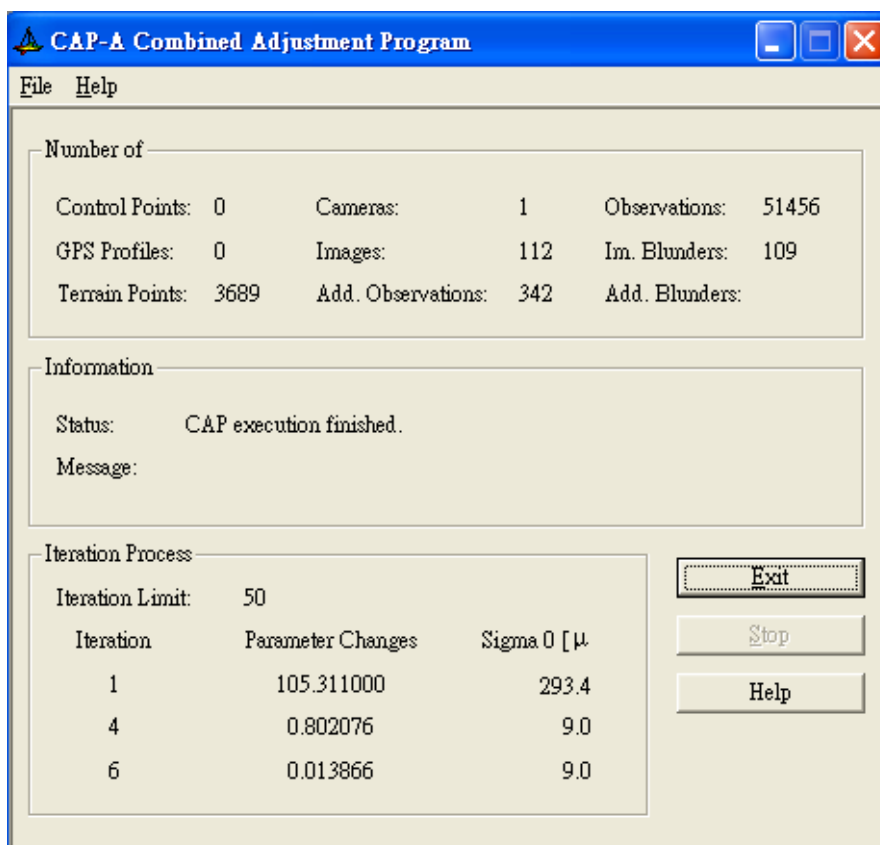 CAP-A Combined Adjustment Program
File Help
Number of
Control Points: 0 Cameras: 1 Observations: 51456
GPS Profiles: 0 Images: 112 Im. Blunders: 109
Terrain Points: 3689 Add. Observations: 342 Add. Blunders:
Information
Status: CAP execution finished.
Message:
Iteration Process
Iteration Limit: 50
Iteration Parameter Changes Sigma 0 [μ
1 105.311000 293.4
4 0.802076 9.0
6 0.013866 9.0
Exit
Stop
Help